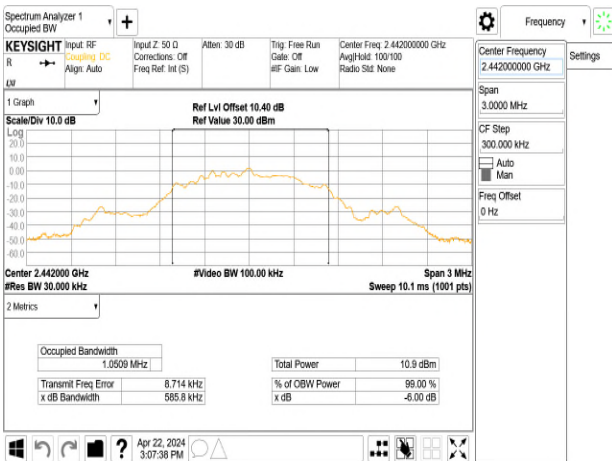 Spectrum Analyzer 1
Occupied BW
+
Frequency
KEYSIGHT
R
Input: RF
Coupling: DC
Align: Auto
Input Z: 50 Ω
Corrections: Off
Freq Ref: Int (S)
Atten: 30 dB
Trig: Free Run
Gate: Off
#IF Gain: Low
Center Freq: 2.442000000 GHz
Avg|Hold: 100/100
Radio Std: None
Center Frequency
2.442000000 GHz
Settings
Span
3.0000 MHz
CF Step
300.000 kHz
Auto
Man
Freq Offset
0 Hz
1 Graph
Scale/Div 10.0 dB
Ref Lvl Offset 10.40 dB
Ref Value 30.00 dBm
Log
20.0
10.0
0.00
-10.0
-20.0
-30.0
-40.0
-50.0
-60.0
Center 2.442000 GHz
#Res BW 30.000 kHz
#Video BW 100.00 kHz
Span 3 MHz
Sweep 10.1 ms (1001 pts)
2 Metrics
Occupied Bandwidth
1.0509 MHz
Transmit Freq Error 8.714 kHz
x dB Bandwidth 585.8 kHz
Total Power 10.9 dBm
% of OBW Power 99.00 %
x dB -6.00 dB
?
Apr 22, 2024
3:07:38 PM